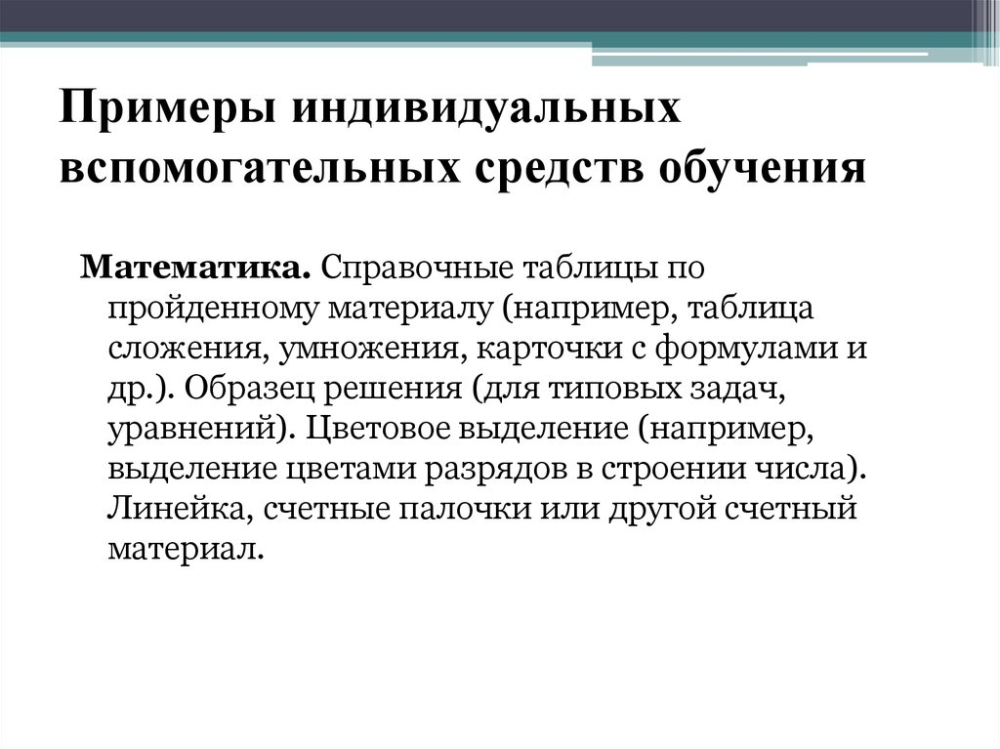 Примеры индивидуальных
вспомогательных средств обучения
Математика. Справочные таблицы по
пройденному материалу (например, таблица
сложения, умножения, карточки с формулами и
др.). Образец решения (для типовых задач,
уравнений). Цветовое выделение (например,
выделение цветами разрядов в строении числа).
Линейка, счетные палочки или другой счетный
материал.